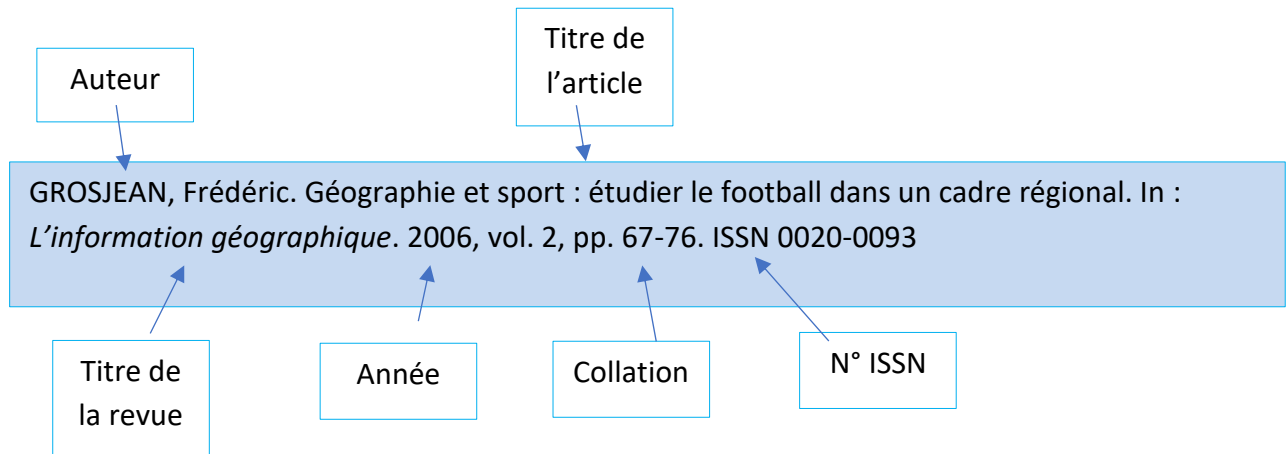 Titre de
l’article
Auteur
GROSJEAN, Frédéric. Géographie et sport : étudier le football dans un cadre régional. In :
L’information géographique. 2006, vol. 2, pp. 67-76. ISSN 0020-0093
Titre de
la revue
Année
Collation
N° ISSN